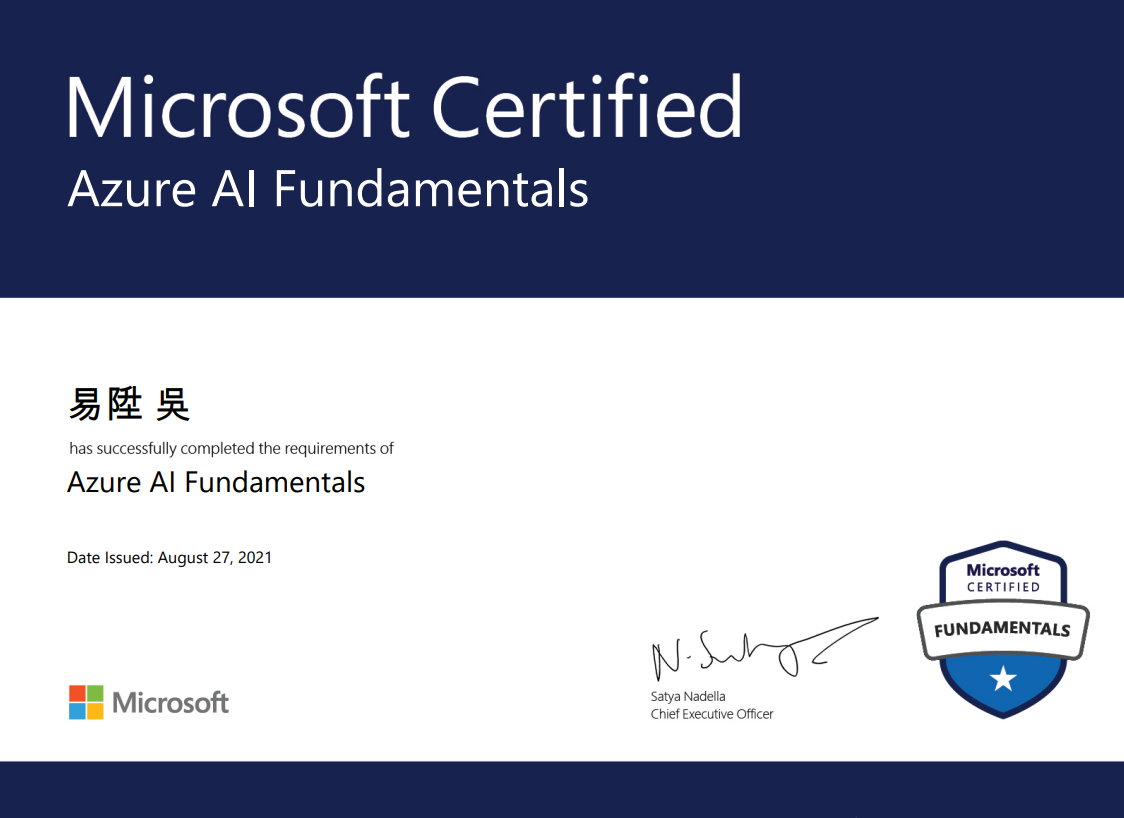 Microsoft Certified
Azure AI Fundamentals
易陞 吳
has successfully completed the requirements of
Azure AI Fundamentals
Date Issued: August 27, 2021
Microsoft
CERTIFIED
FUNDAMENTALS
Satya Nadella
Chief Executive Officer
Microsoft